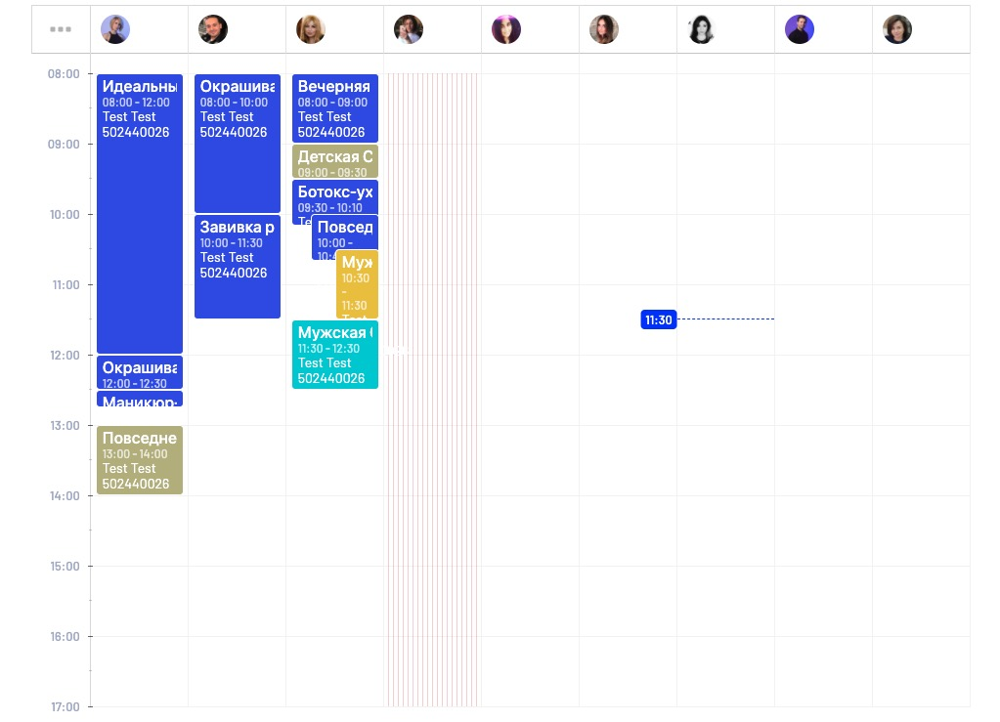 08:00
09:00
10:00
11:00
12:00
13:00
14:00
15:00
16:00
17:00
Идеальны
08:00 - 12:00
Test Test
502440026
Окрашива
12:00 - 12:30
Маникюр-
Повседне
13:00 - 14:00
Test Test
502440026
Окрашива
08:00 - 10:00
Test Test
502440026
Завивка р
10:00 - 11:30
Test Test
502440026
Вечерняя
08:00 - 09:00
Test Test
502440026
Детская С
09:00 - 09:30
Ботокс-ух
09:30 - 10:10
Te
Повсед
10:00 -
10:4
Муж
10:30
-
11:30
Test
Мужская
11:30 - 12:30
Test Test
502440026
11:30